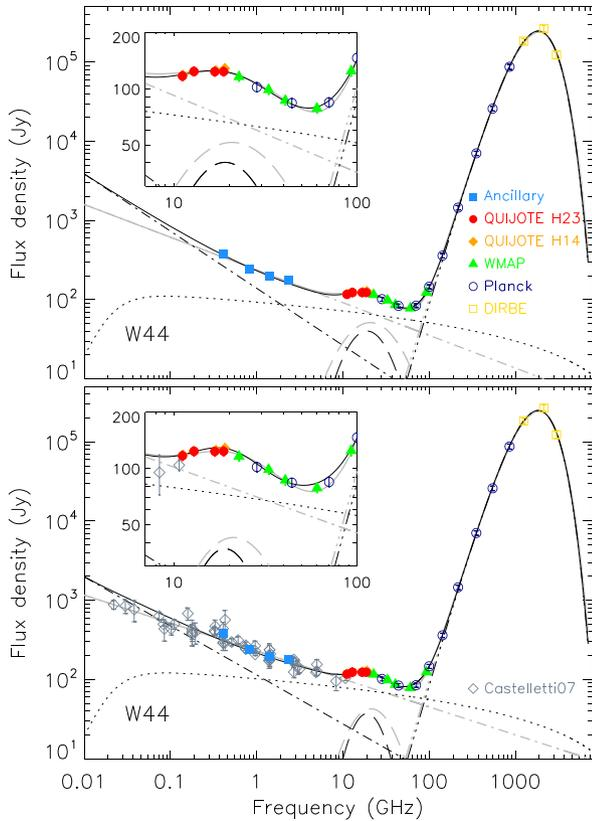 Flux density (Jy)
10^5
10^4
10^3
10^2
10^1
200
100
50
10 100
Ancillary
QUIJOTE H23
QUIJOTE H14
WMAP
Planck
DIRBE
W44
Flux density (Jy)
10^5
10^4
10^3
10^2
10^1
200
100
50
10 100
Castelletti07
W44
0.01 0.1 1 10 100 1000
Frequency (GHz)